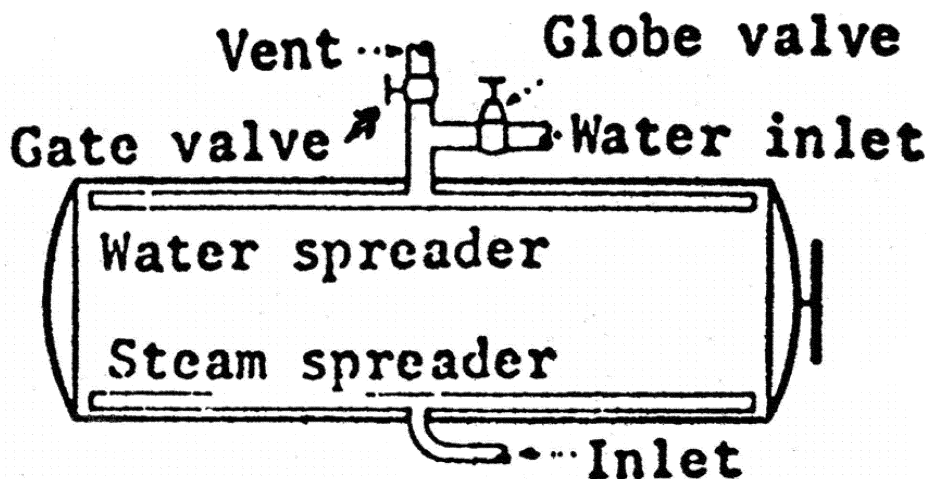 Vent
Globe valve
Gate valve
Water inlet
Water spreader
Steam spreader
Inlet